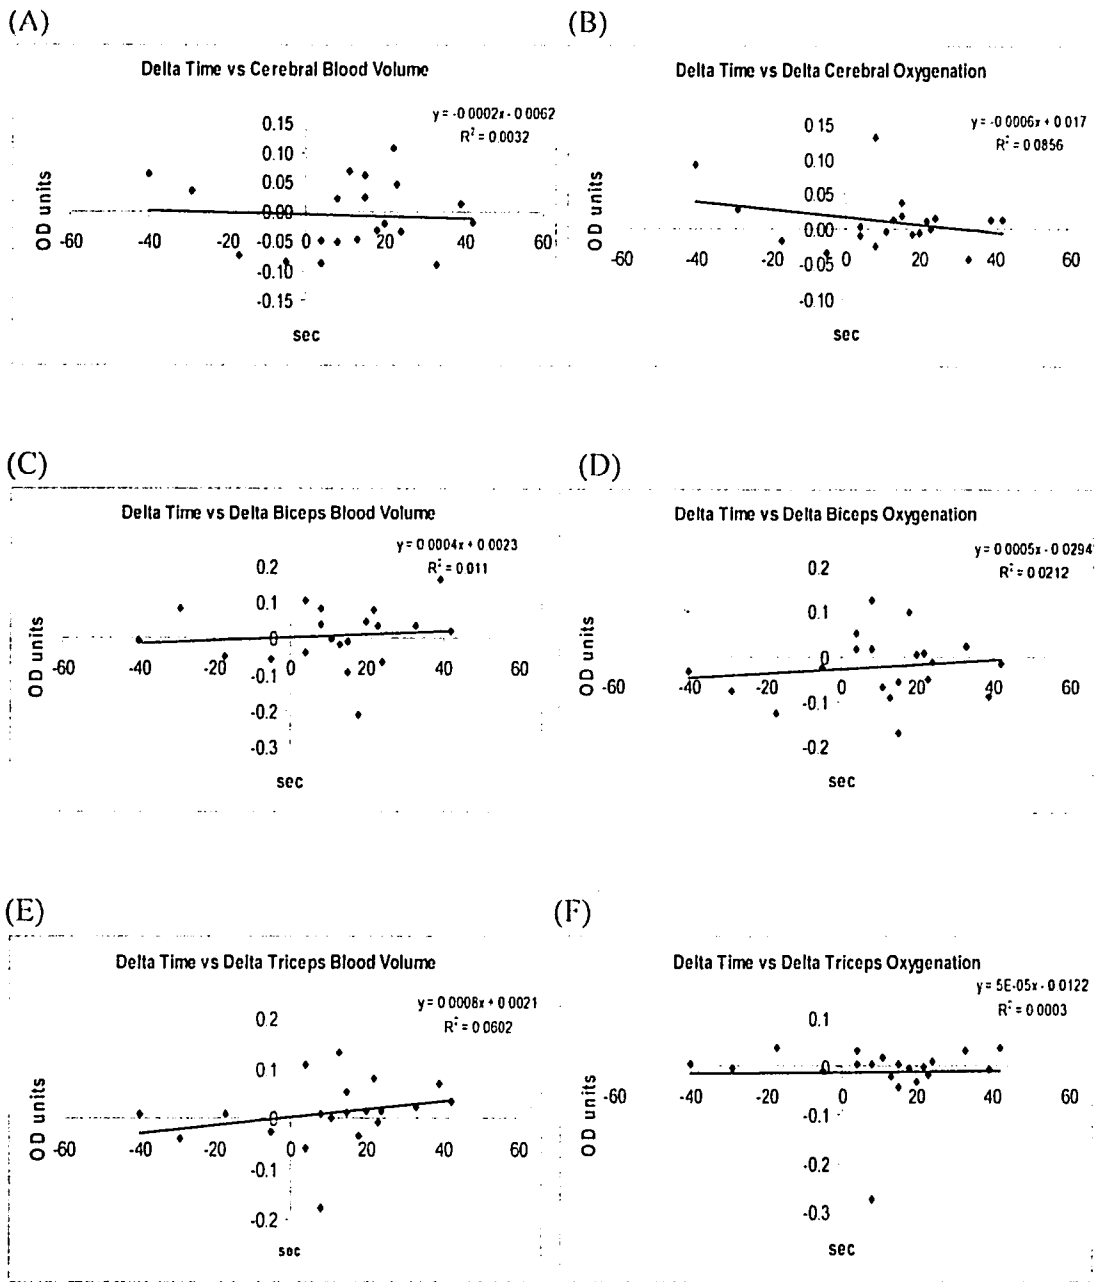 (A)
Delta Time vs Cerebral Blood Volume
y = -0.0002x - 0.0062
R² = 0.0032
0.15
0.10
0.05
0.00
-0.05
-0.10
-0.15
-60 -40 -20 0 20 40 60
OD units
sec
(B)
Delta Time vs Delta Cerebral Oxygenation
y = -0.0006x + 0.017
R² = 0.0856
0.15
0.10
0.05
0.00
-0.05
-0.10
-60 -40 -20 0 20 40 60
OD units
sec
(C)
Delta Time vs Delta Biceps Blood Volume
y = 0.0004x + 0.0023
R² = 0.011
0.2
0.1
0
-0.1
-0.2
-0.3
-60 -40 -20 0 20 40 60
OD units
sec
(D)
Delta Time vs Delta Biceps Oxygenation
y = 0.0005x - 0.0294
R² = 0.0212
0.2
0.1
0
-0.1
-0.2
-60 -40 -20 0 20 40 60
OD units
sec
(E)
Delta Time vs Delta Triceps Blood Volume
y = 0.0008x + 0.0021
R² = 0.0602
0.2
0.1
0
-0.1
-0.2
-60 -40 -20 0 20 40 60
OD units
sec
(F)
Delta Time vs Delta Triceps Oxygenation
y = 5E-05x - 0.0122
R² = 0.0003
0.1
0
-0.1
-0.2
-0.3
-60 -40 -20 0 20 40 60
OD units
sec